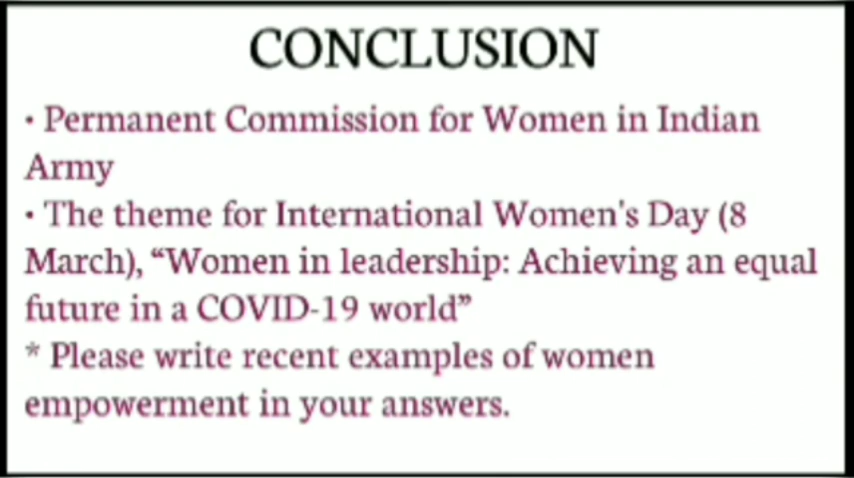 CONCLUSION
• Permanent Commission for Women in Indian
Army
• The theme for International Women's Day (8
March), “Women in leadership: Achieving an equal
future in a COVID-19 world”
* Please write recent examples of women
empowerment in your answers.